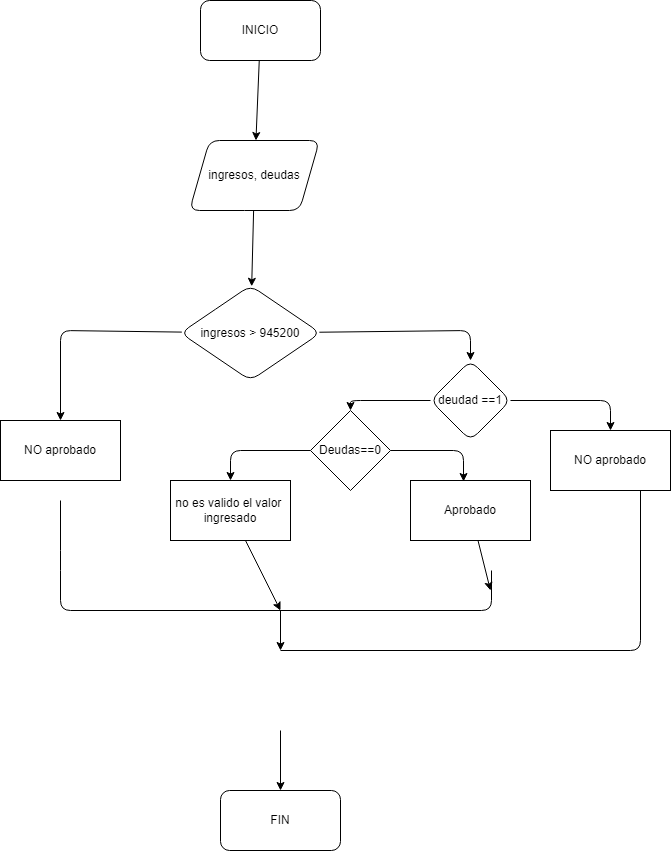 INICIO
ingresos, deudas
ingresos > 945200
deudad ==1
Deudas==0
NO aprobado
NO aprobado
no es valido el valor
ingresado
Aprobado
FIN